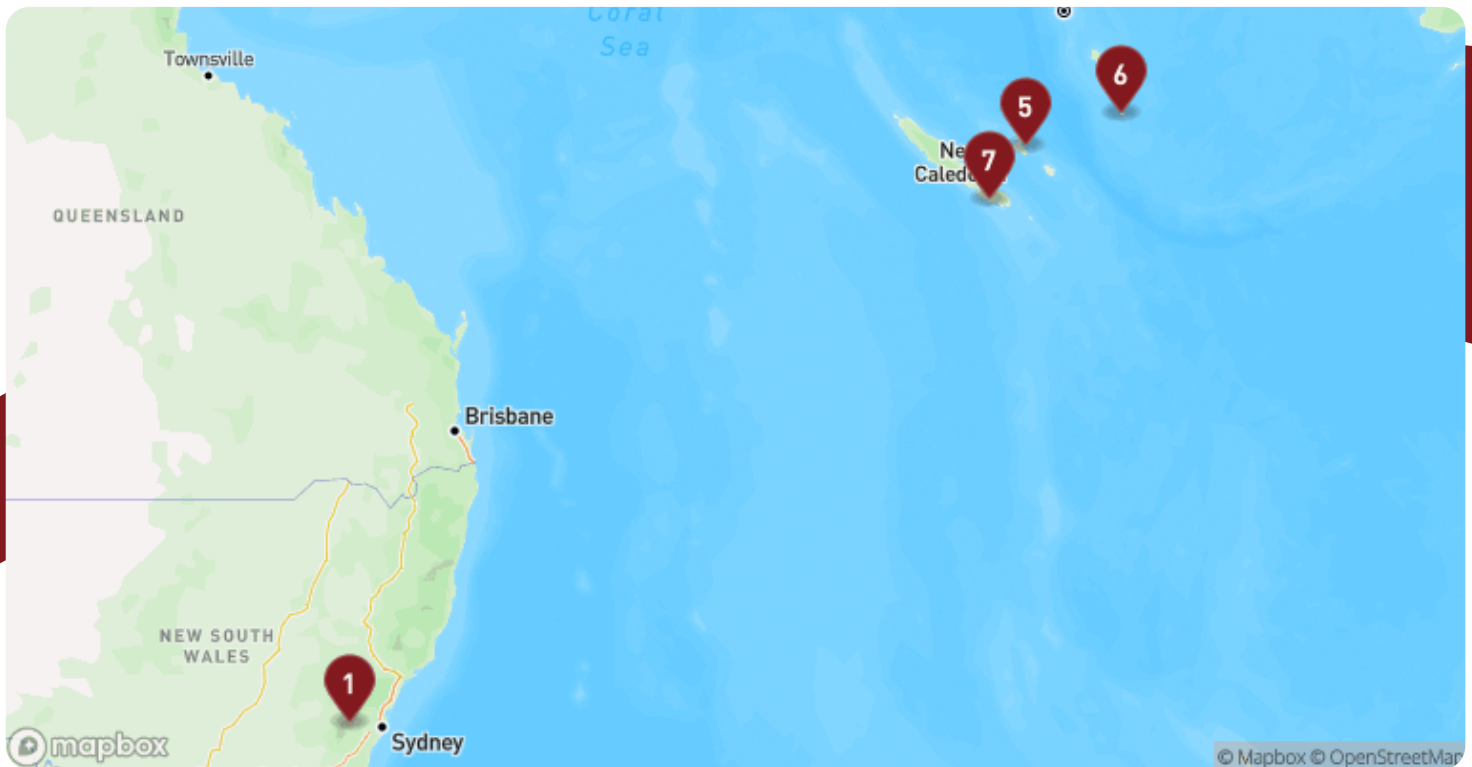 Coral
Sea
Townsville
6
5
7
QUEENSLAND
Brisbane
NEW SOUTH
WALES
1
Sydney
mapbox
© Mapbox © OpenStreetMap